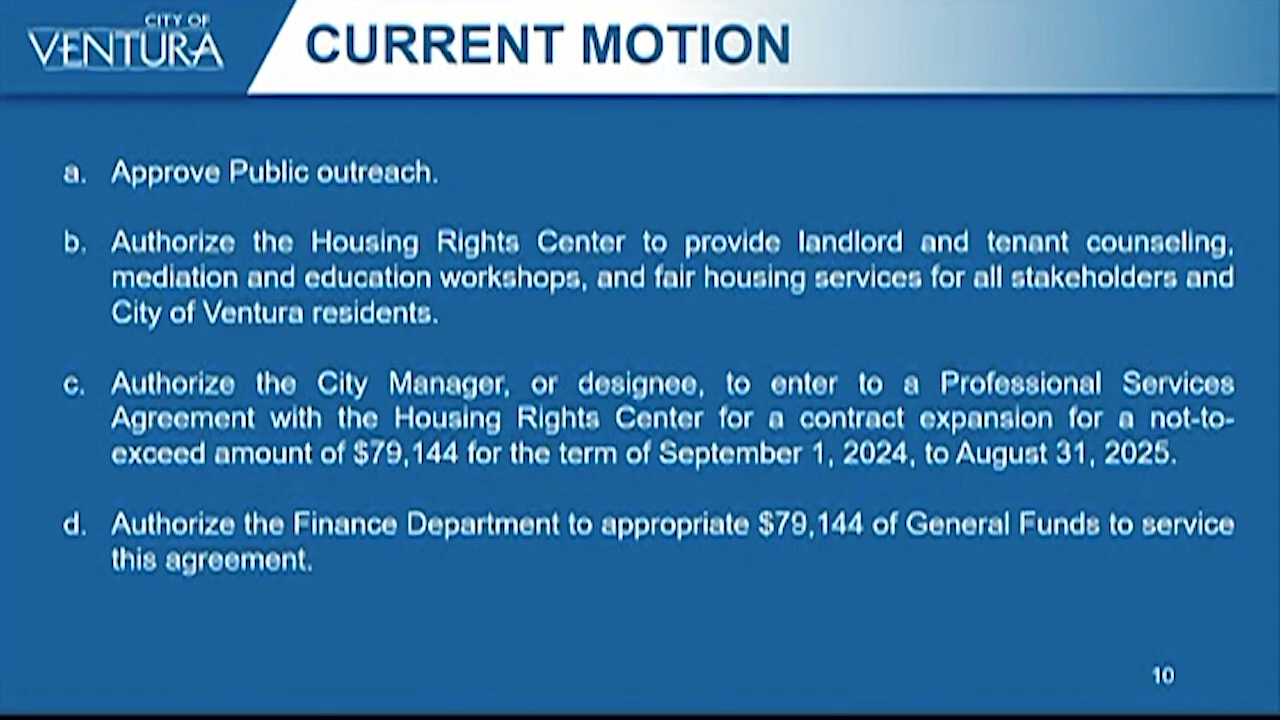 CITY OF
VENTURA
CURRENT MOTION
a. Approve Public outreach.
b. Authorize the Housing Rights Center to provide landlord and tenant counseling,
mediation and education workshops, and fair housing services for all stakeholders and
City of Ventura residents.
c. Authorize the City Manager, or designee, to enter to a Professional Services
Agreement with the Housing Rights Center for a contract expansion for a not-to-
exceed amount of $79,144 for the term of September 1, 2024, to August 31, 2025.
d. Authorize the Finance Department to appropriate $79,144 of General Funds to service
this agreement.
10